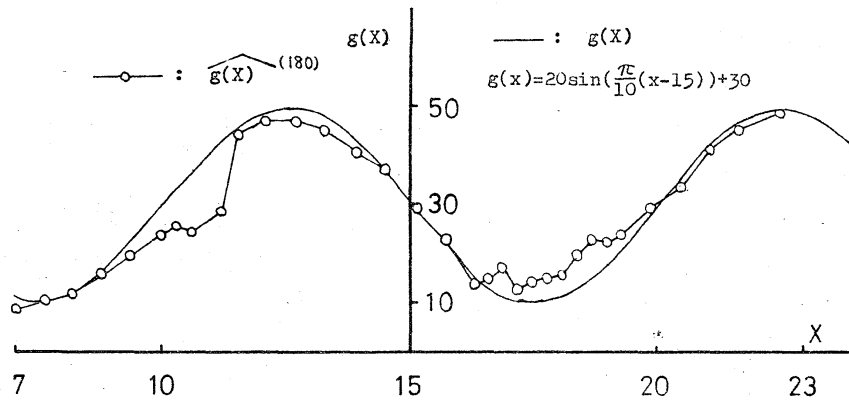 g(X)
—○— : g(X)^(180)
—— : g(X)
g(x)=20sin(π/10(x-15))+30
50
30
10
X
7 10 15 20 23